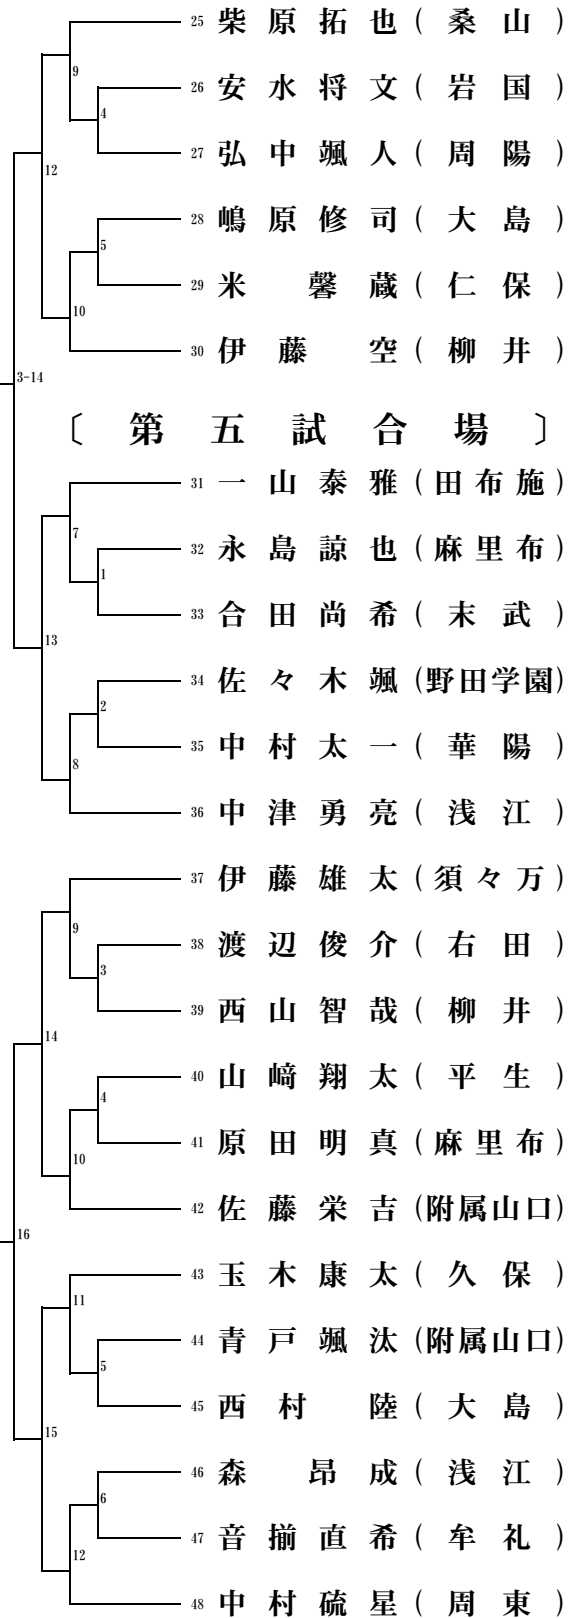 25 柴原拓也(桑山)
9
26 安水将文(岩国)
4
27 弘中颯人(周陽)
12
28 嶋原修司(大島)
5
29 米 馨蔵(仁保)
10
30 伊藤 空(柳井)
3-14
〔第五試合場〕
31 一山泰雅(田布施)
7
32 永島諒也(麻里布)
1
33 合田尚希(末武)
13
34 佐々木颯(野田学園)
2
35 中村太一(華陽)
8
36 中津勇亮(浅江)
37 伊藤雄太(須々万)
9
38 渡辺俊介(右田)
3
39 西山智哉(柳井)
14
40 山﨑翔太(平生)
4
41 原田明真(麻里布)
10
42 佐藤栄吉(附属山口)
16
43 玉木康太(久保)
11
44 青戸颯汰(附属山口)
5
45 西村 陸(大島)
15
46 森 昂成(浅江)
6
47 音揃直希(牟礼)
12
48 中村硫星(周東)